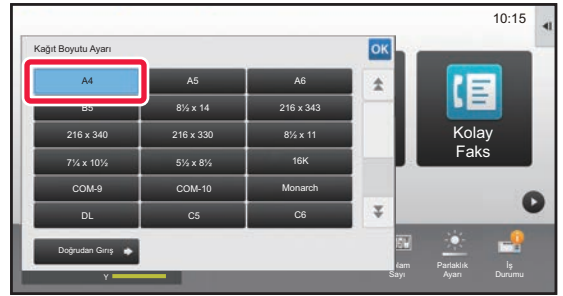 10:15
Kağıt Boyutu Ayarı
OK
A4
A5
A6
B5
8½ x 14
216 x 343
216 x 340
216 x 330
8½ x 11
7¼ x 10½
5½ x 8½
16K
COM-9
COM-10
Monarch
DL
C5
C6
Doğrudan Giriş
Kolay
Faks
Y
Sayı
Parlaklık
Ayarı
İş
Durumu